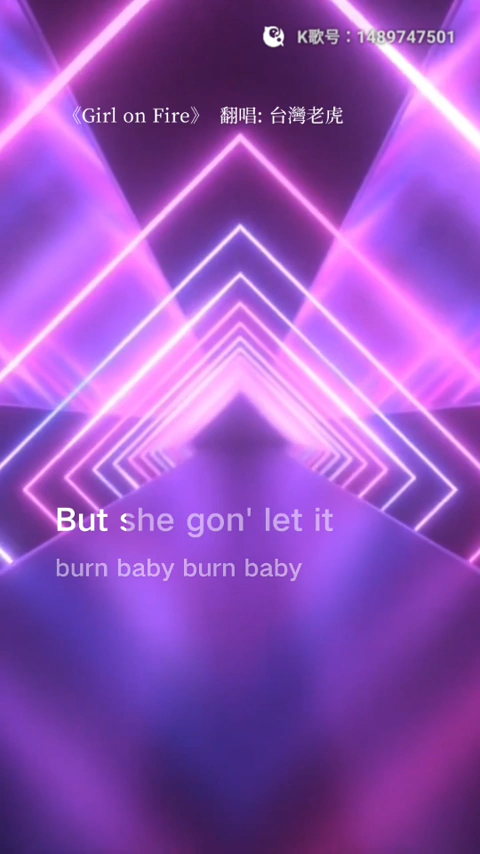 K歌号：1489747501
《Girl on Fire》 翻唱: 台灣老虎
But she gon' let it
burn baby burn baby